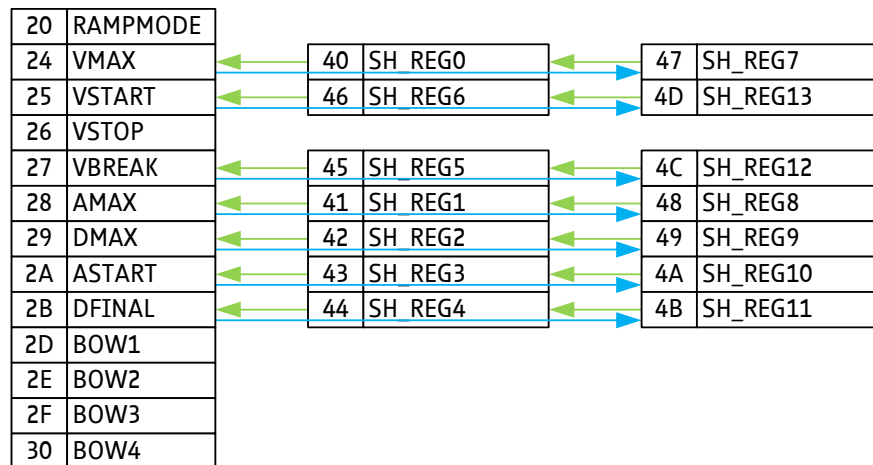 20 RAMPMODE
24 VMAX 40 SH_REG0 47 SH_REG7
25 VSTART 46 SH_REG6 4D SH_REG13
26 VSTOP
27 VBREAK 45 SH_REG5 4C SH_REG12
28 AMAX 41 SH_REG1 48 SH_REG8
29 DMAX 42 SH_REG2 49 SH_REG9
2A ASTART 43 SH_REG3 4A SH_REG10
2B DFINAL 44 SH_REG4 4B SH_REG11
2D BOW1
2E BOW2
2F BOW3
30 BOW4